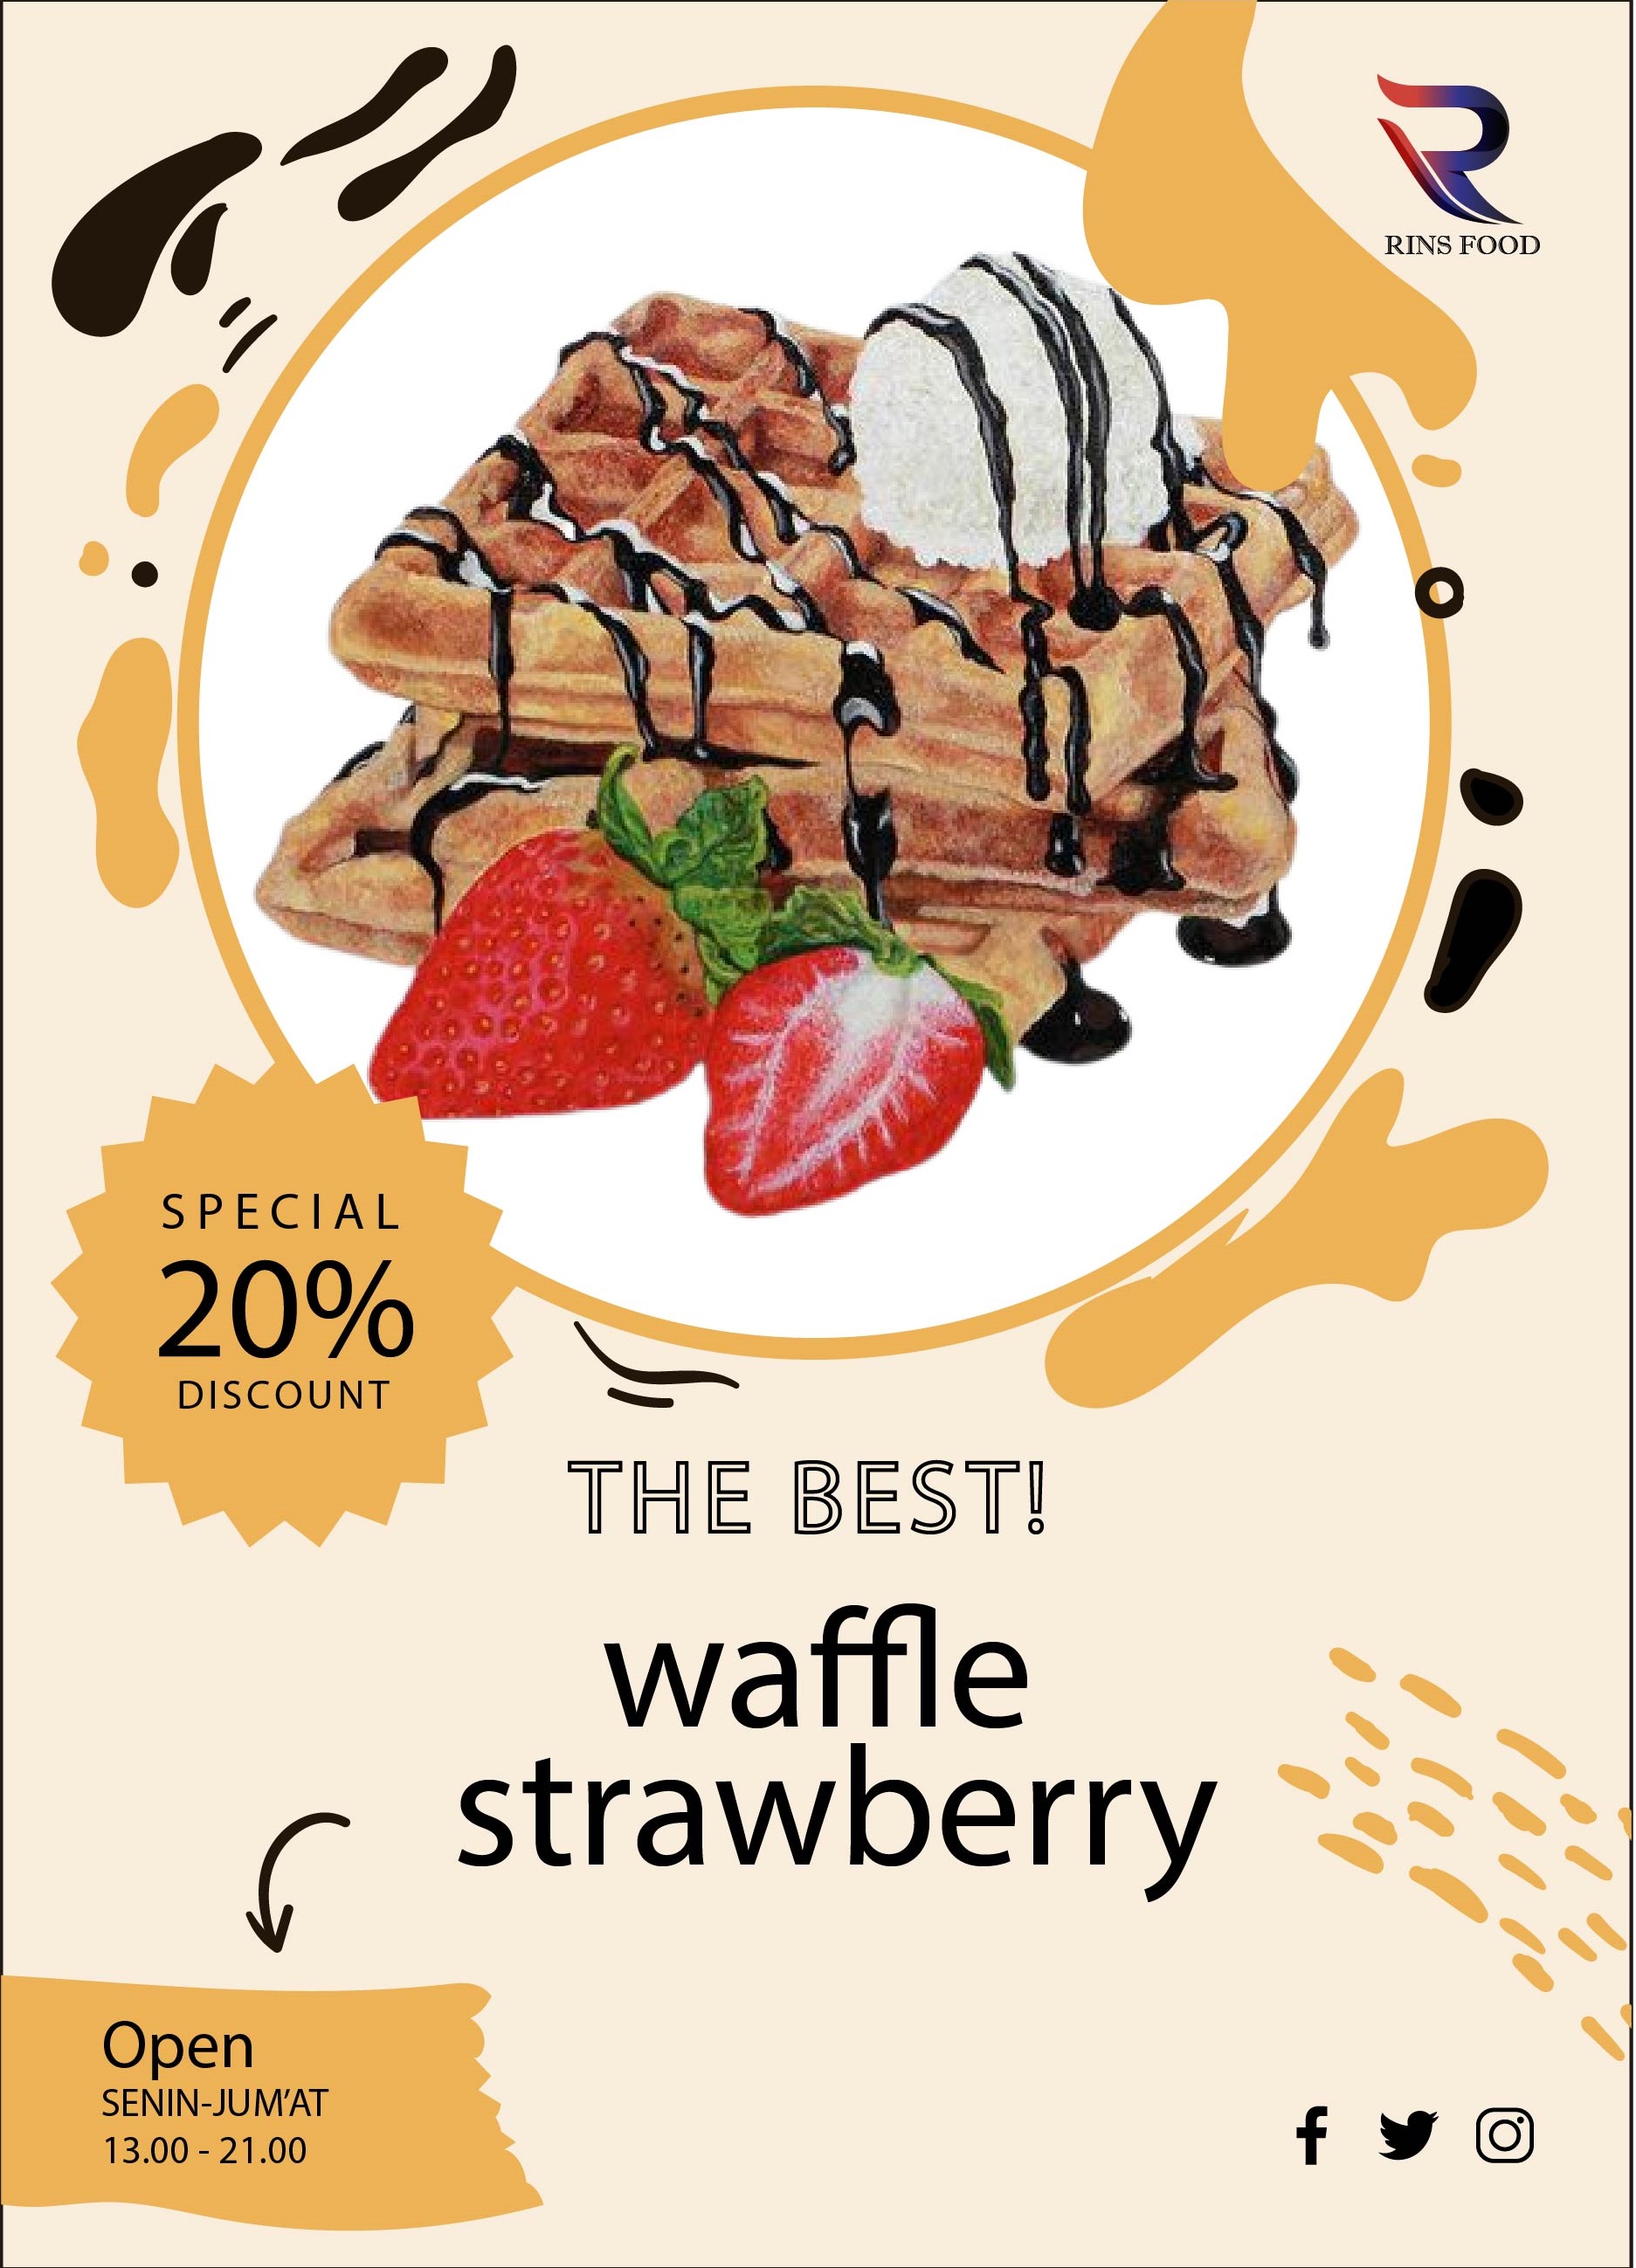 RINS FOOD
SPECIAL
20%
DISCOUNT
THE BEST!
waffle
strawberry
Open
SENIN-JUM'AT
13.00 - 21.00